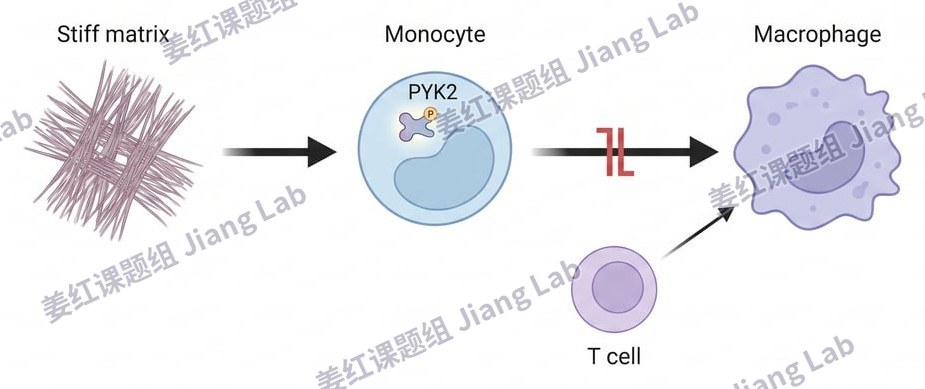 Stiff matrix
Monocyte
Macrophage
PYK2
P
T cell
姜红课题组 Jiang Lab
姜红课题组 Jiang Lab
姜红课题组 Jiang Lab
姜红课题组 Jiang Lab
姜红课题组
Jiang Lab
Lab